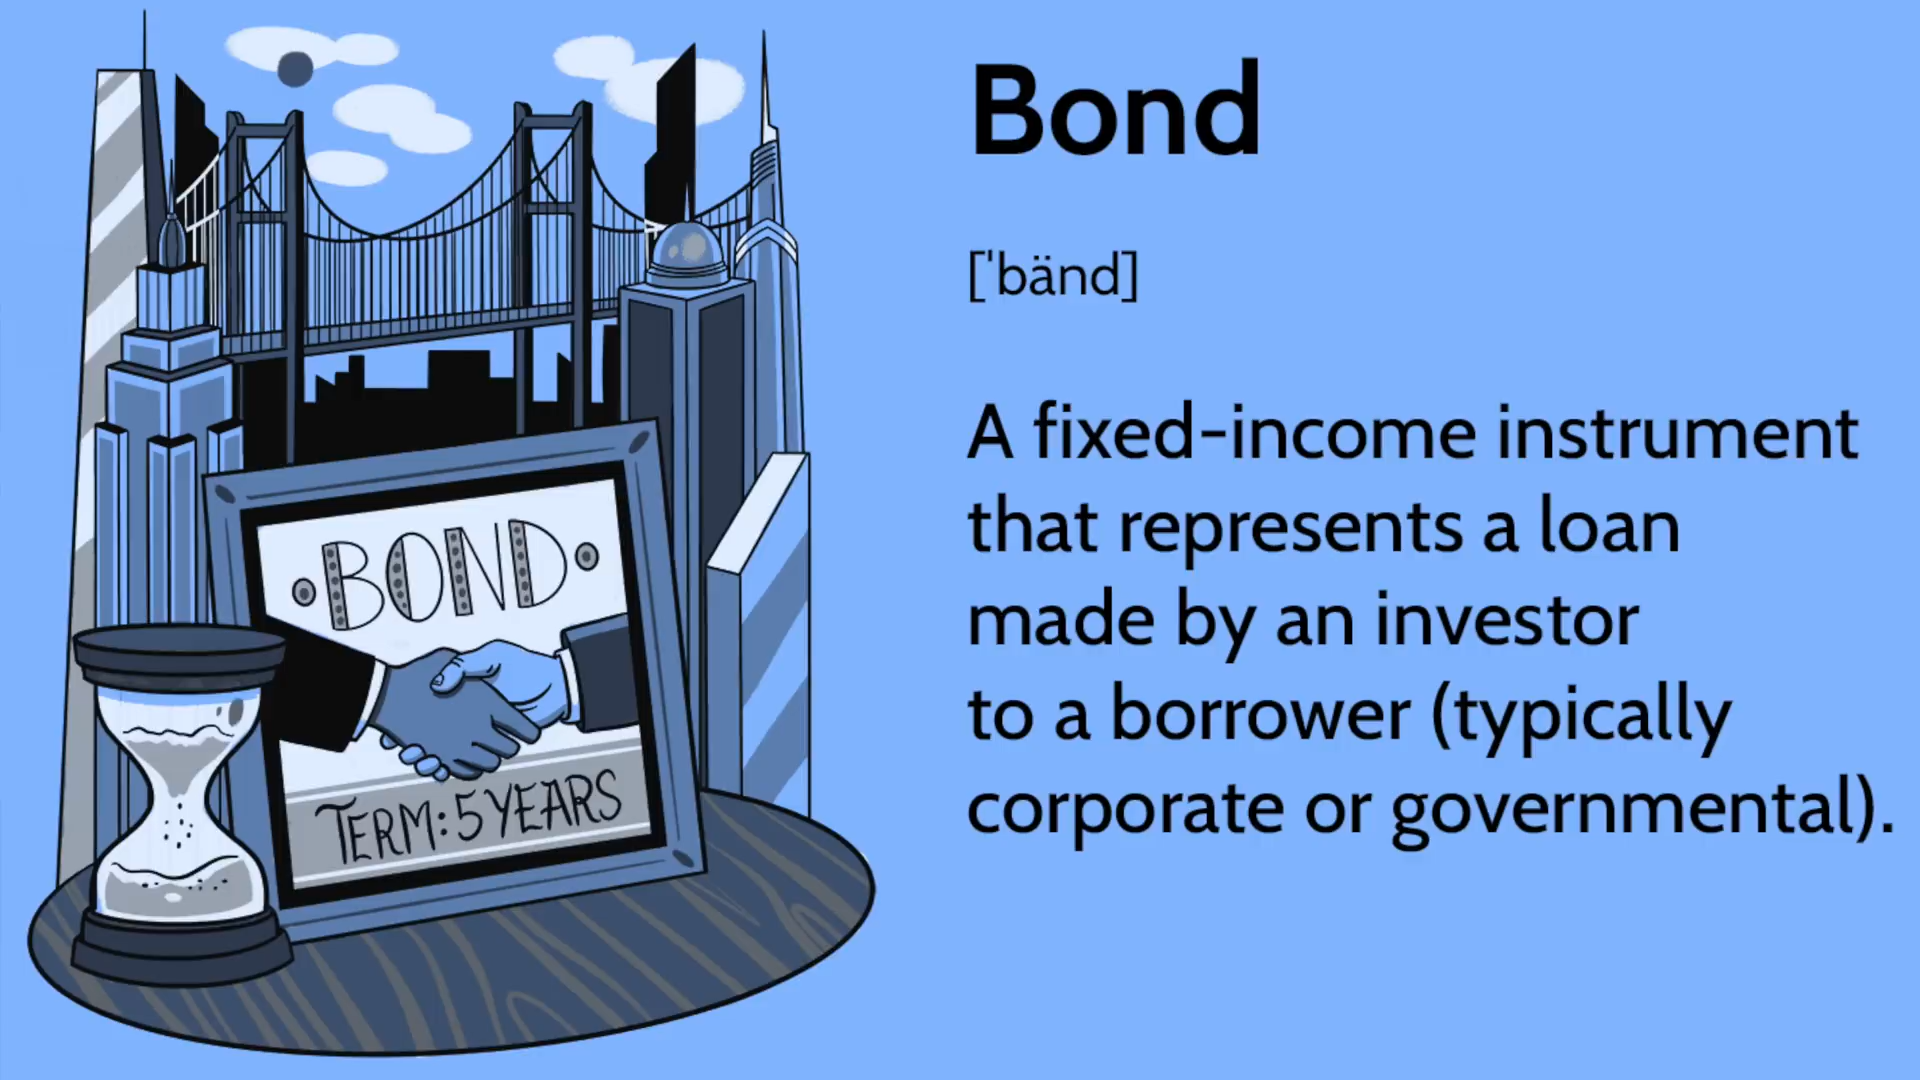 Bond
[ˈbänd]
A fixed-income instrument
that represents a loan
made by an investor
to a borrower (typically
corporate or governmental).
BOND
TERM: 5 YEARS